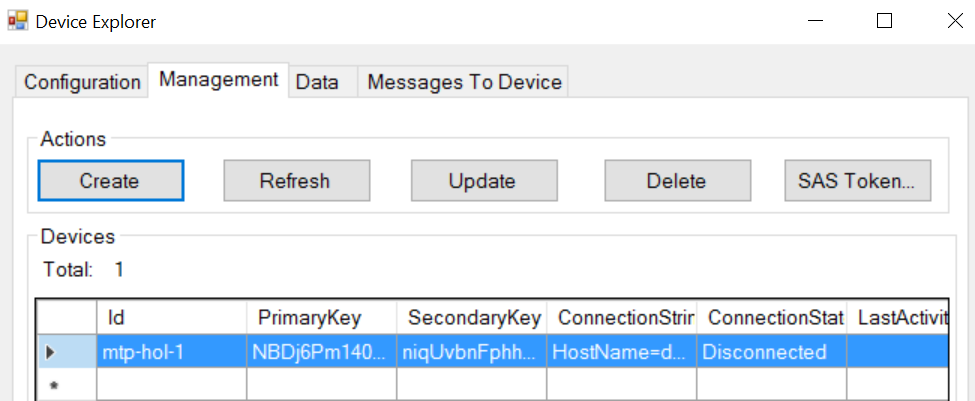 Device Explorer
Configuration Management Data Messages To Device
Actions
Create Refresh Update Delete SAS Token...
Devices
Total: 1
Id PrimaryKey SecondaryKey ConnectionStrin ConnectionStat LastActivit
mtp-hol-1 NBDj6Pm140... niqUvbnFphh... HostName=d... Disconnected
*